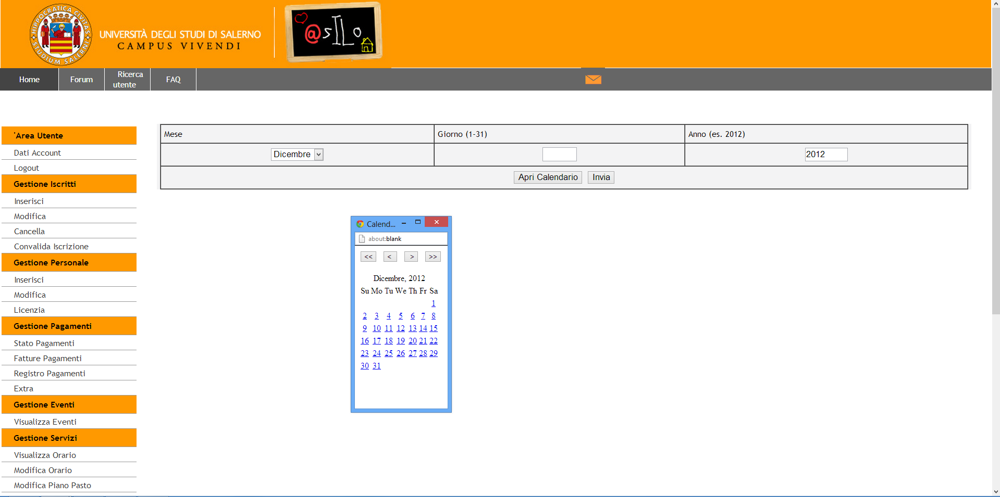 HIPPOCRATICA CIVITAS
STUDIUM SALERNI
UNIVERSITÀ DEGLI STUDI DI SALERNO
CAMPUS VIVENDI
@sILo
Home
Forum
Ricerca
utente
FAQ
'Area Utente
Dati Account
Logout
Gestione Iscritti
Inserisci
Modifica
Cancella
Convalida Iscrizione
Gestione Personale
Inserisci
Modifica
Licenzia
Gestione Pagamenti
Stato Pagamenti
Fatture Pagamenti
Registro Pagamenti
Extra
Gestione Eventi
Visualizza Eventi
Gestione Servizi
Visualizza Orario
Modifica Orario
Modifica Piano Pasto
Mese Giorno (1-31) Anno (es. 2012)
Dicembre 2012
Apri Calendario Invia
Calend...
about:blank
<< < > >>
Dicembre, 2012
Su Mo Tu We Th Fr Sa
1
2 3 4 5 6 7 8
9 10 11 12 13 14 15
16 17 18 19 20 21 22
23 24 25 26 27 28 29
30 31